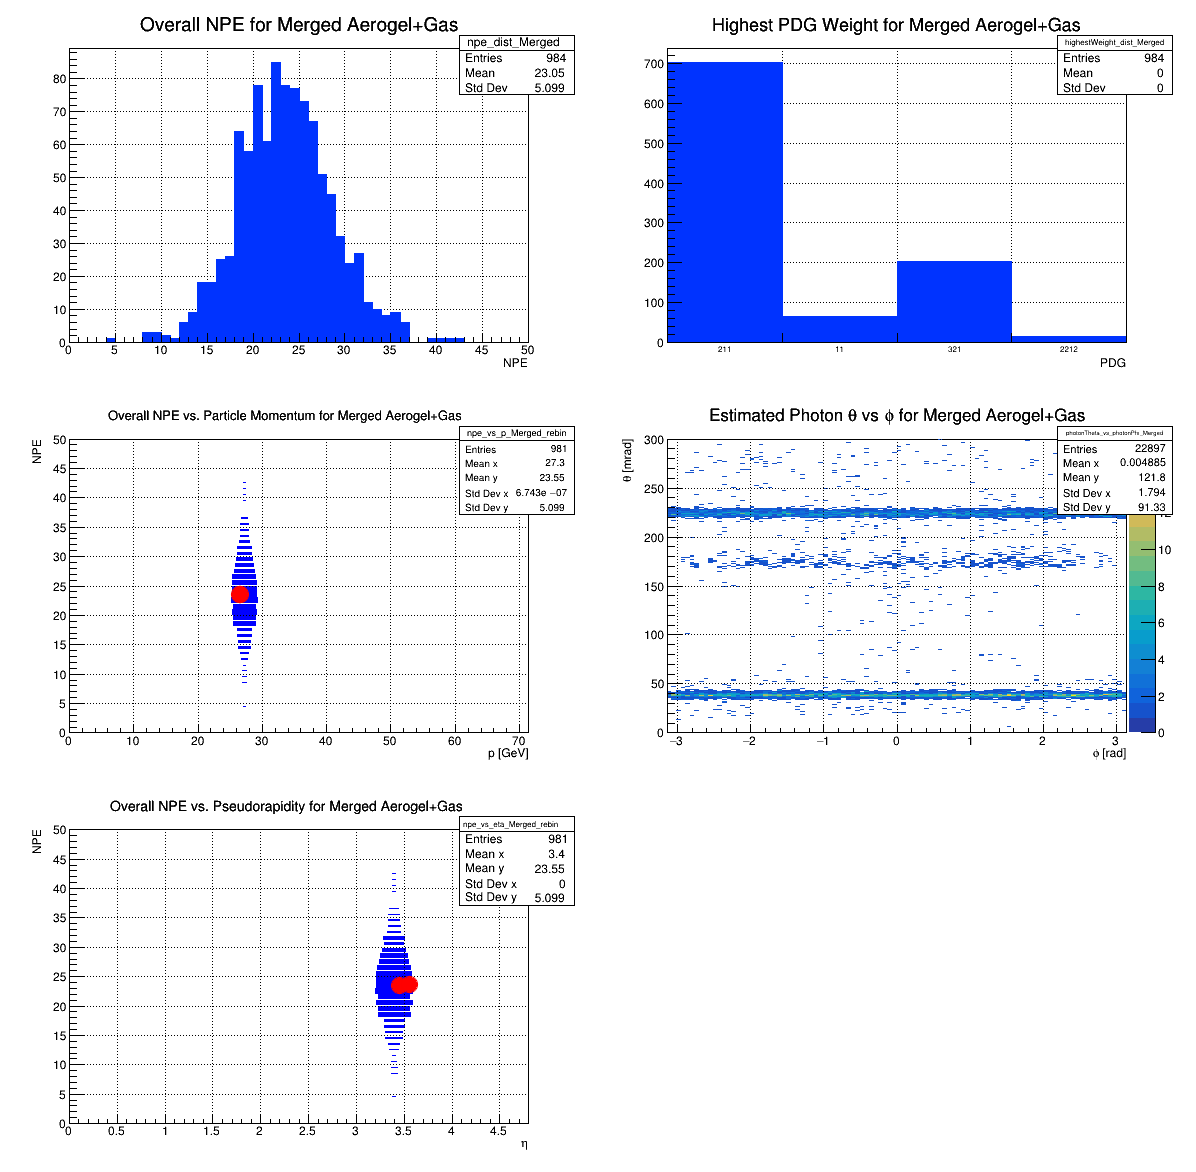 Overall NPE for Merged Aerogel+Gas
npe_dist_Merged
Entries 984
Mean 23.05
Std Dev 5.099
80
70
60
50
40
30
20
10
0
0 5 10 15 20 25 30 35 40 45 50
NPE
Highest PDG Weight for Merged Aerogel+Gas
highestWeight_dist_Merged
Entries 984
Mean 0
Std Dev 0
700
600
500
400
300
200
100
0
211 11 321 2212
PDG
Overall NPE vs. Particle Momentum for Merged Aerogel+Gas
npe_vs_p_Merged_rebin
Entries 981
Mean x 27.3
Mean y 23.55
Std Dev x 6.743e −07
Std Dev y 5.099
NPE
50
45
40
35
30
25
20
15
10
5
0
0 10 20 30 40 50 60 70
p [GeV]
Estimated Photon θ vs ϕ for Merged Aerogel+Gas
photonTheta_vs_photonPhi_Merged
Entries 22897
Mean x 0.004885
Mean y 121.8
Std Dev x 1.794
Std Dev y 91.33
θ [mrad]
300
250
200
150
100
50
0
−3 −2 −1 0 1 2 3
ϕ [rad]
12
10
8
6
4
2
0
Overall NPE vs. Pseudorapidity for Merged Aerogel+Gas
npe_vs_eta_Merged_rebin
Entries 981
Mean x 3.4
Mean y 23.55
Std Dev x 0
Std Dev y 5.099
NPE
50
45
40
35
30
25
20
15
10
5
0
0 0.5 1 1.5 2 2.5 3 3.5 4 4.5
η